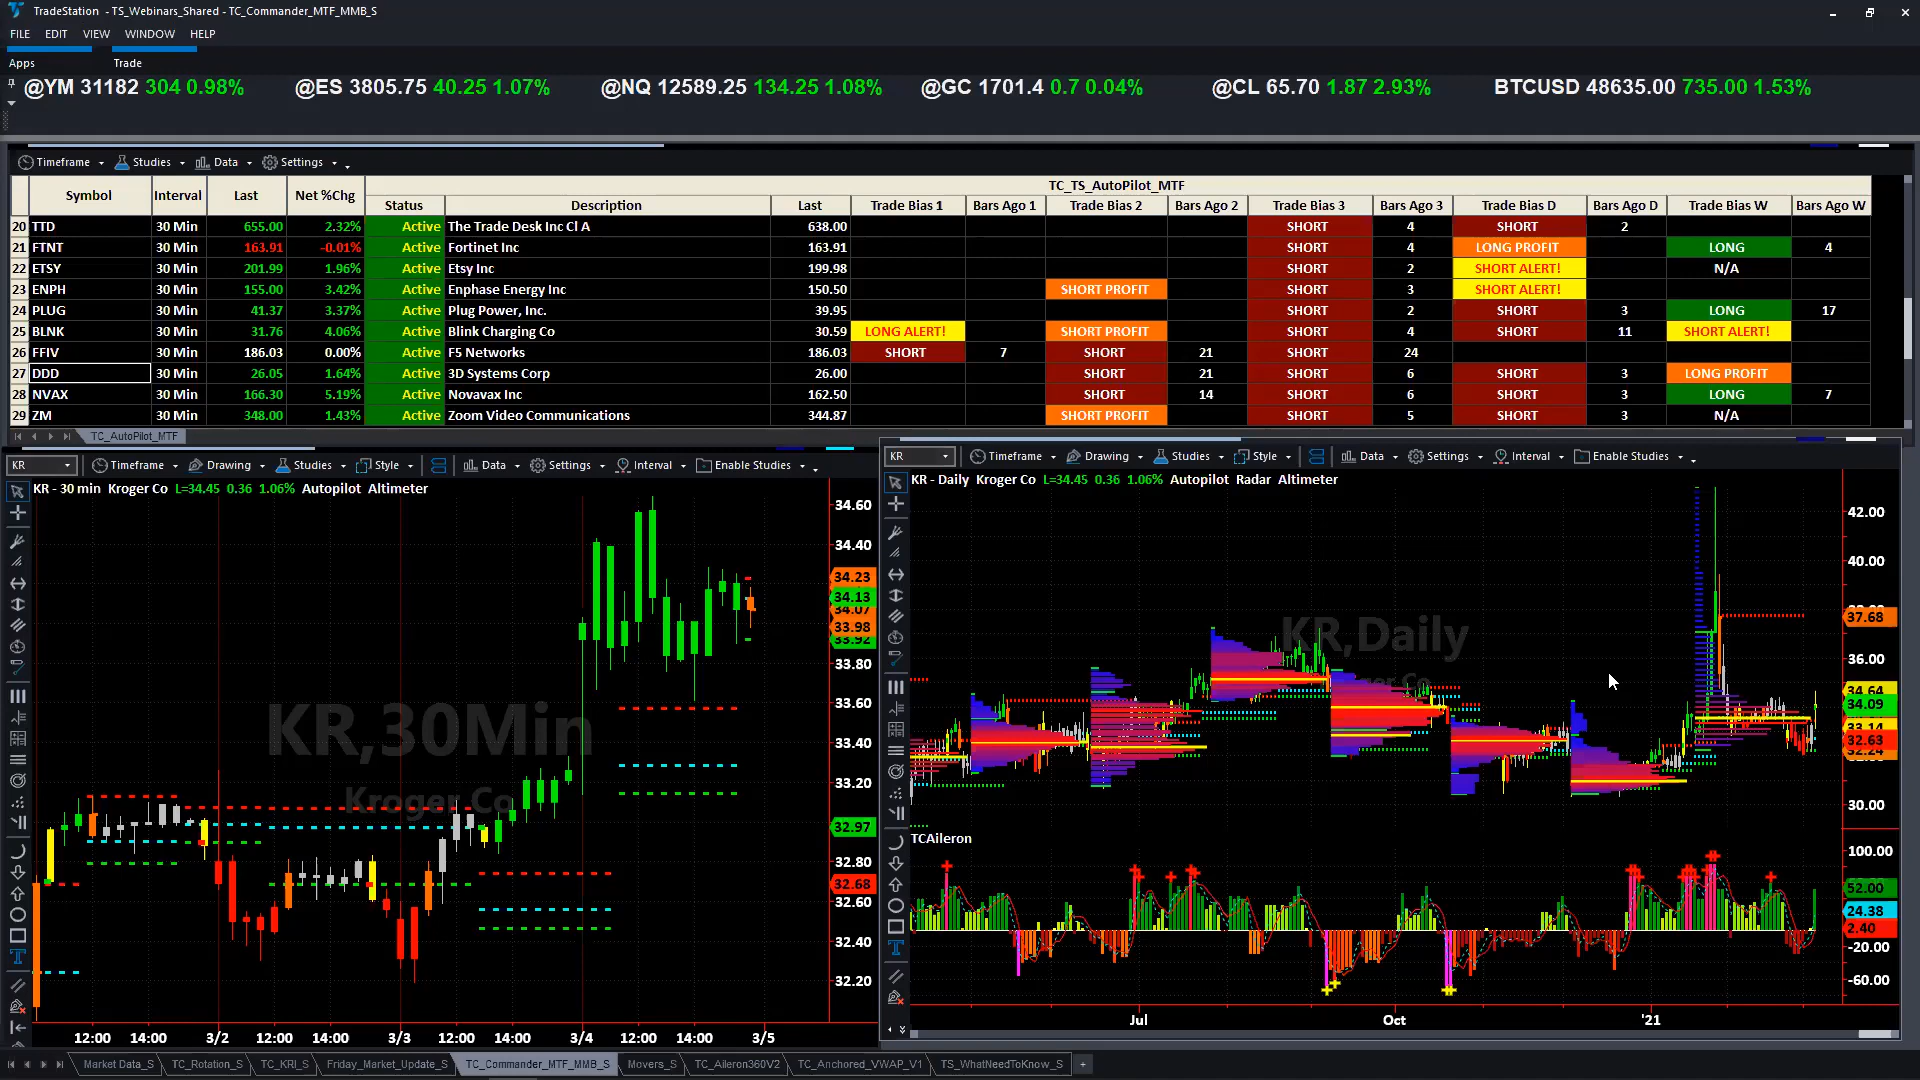 TradeStation - TS_Webinars_Shared - TC_Commander_MTF_MMB_S
FILE EDIT VIEW WINDOW HELP
Apps Trade
@YM 31182 304 0.98% @ES 3805.75 40.25 1.07% @NQ 12589.25 134.25 1.08% @GC 1701.4 0.7 0.04% @CL 65.70 1.87 2.93% BTCUSD 48635.00 735.00 1.53%
Timeframe Studies Data Settings
TC_TS_AutoPilot_MTF
Symbol Interval Last Net %Chg Status Description Last Trade Bias 1 Bars Ago 1 Trade Bias 2 Bars Ago 2 Trade Bias 3 Bars Ago 3 Trade Bias D Bars Ago D Trade Bias W Bars Ago W
20 TTD 30 Min 655.00 2.32% Active The Trade Desk Inc Cl A 638.00 SHORT 4 SHORT 2
21 FTNT 30 Min 163.91 -0.01% Active Fortinet Inc 163.91 SHORT 4 LONG PROFIT LONG 4
22 ETSY 30 Min 201.99 1.96% Active Etsy Inc 199.98 SHORT 2 SHORT ALERT! N/A
23 ENPH 30 Min 155.00 3.42% Active Enphase Energy Inc 150.50 SHORT PROFIT SHORT 3 SHORT ALERT!
24 PLUG 30 Min 41.37 3.37% Active Plug Power, Inc. 39.95 SHORT 2 SHORT 3 LONG 17
25 BLNK 30 Min 31.76 4.06% Active Blink Charging Co 30.59 LONG ALERT! SHORT PROFIT SHORT 4 SHORT 11 SHORT ALERT!
26 FFIV 30 Min 186.03 0.00% Active F5 Networks 186.03 SHORT 7 SHORT 21 SHORT 24
27 DDD 30 Min 26.05 1.64% Active 3D Systems Corp 26.00 SHORT 21 SHORT 6 SHORT 3 LONG PROFIT
28 NVAX 30 Min 166.30 5.19% Active Novavax Inc 162.50 SHORT 14 SHORT 6 SHORT 3 LONG 7
29 ZM 30 Min 348.00 1.43% Active Zoom Video Communications 344.87 SHORT PROFIT SHORT 5 SHORT 3 N/A
TC_AutoPilot_MTF
KR Timeframe Drawing Studies Style Data Settings Interval Enable Studies
KR - 30 min Kroger Co L=34.45 0.36 1.06% Autopilot Altimeter
KR,30Min
Kroger Co
34.60
34.40
34.23
34.13
34.07
33.98
33.92
33.80
33.60
33.40
33.20
32.97
32.80
32.68
32.60
32.40
32.20
12:00 14:00 3/2 12:00 14:00 3/3 12:00 14:00 3/4 12:00 14:00 3/5
KR Timeframe Drawing Studies Style Data Settings Interval Enable Studies
KR - Daily Kroger Co L=34.45 0.36 1.06% Autopilot Radar Altimeter
KR,Daily
42.00
40.00
37.68
36.00
34.64
34.09
33.14
32.63
30.00
TCAileron
100.00
52.00
24.38
2.40
-20.00
-60.00
Jul Oct '21
Market Data_S TC_Rotation_S TC_KRI_S Friday_Market_Update_S TC_Commander_MTF_MMB_S Movers_S TC_Aileron360V2 TC_Anchored_VWAP_V1 TS_WhatNeedToKnow_S +